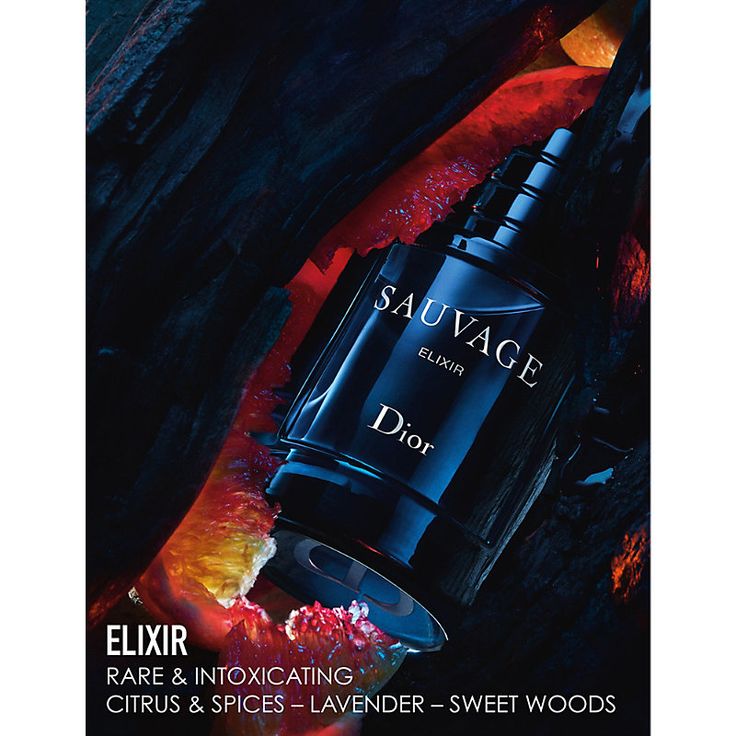 SAUVAGE
ELIXIR
Dior
ELIXIR
RARE & INTOXICATING
CITRUS & SPICES – LAVENDER – SWEET WOODS